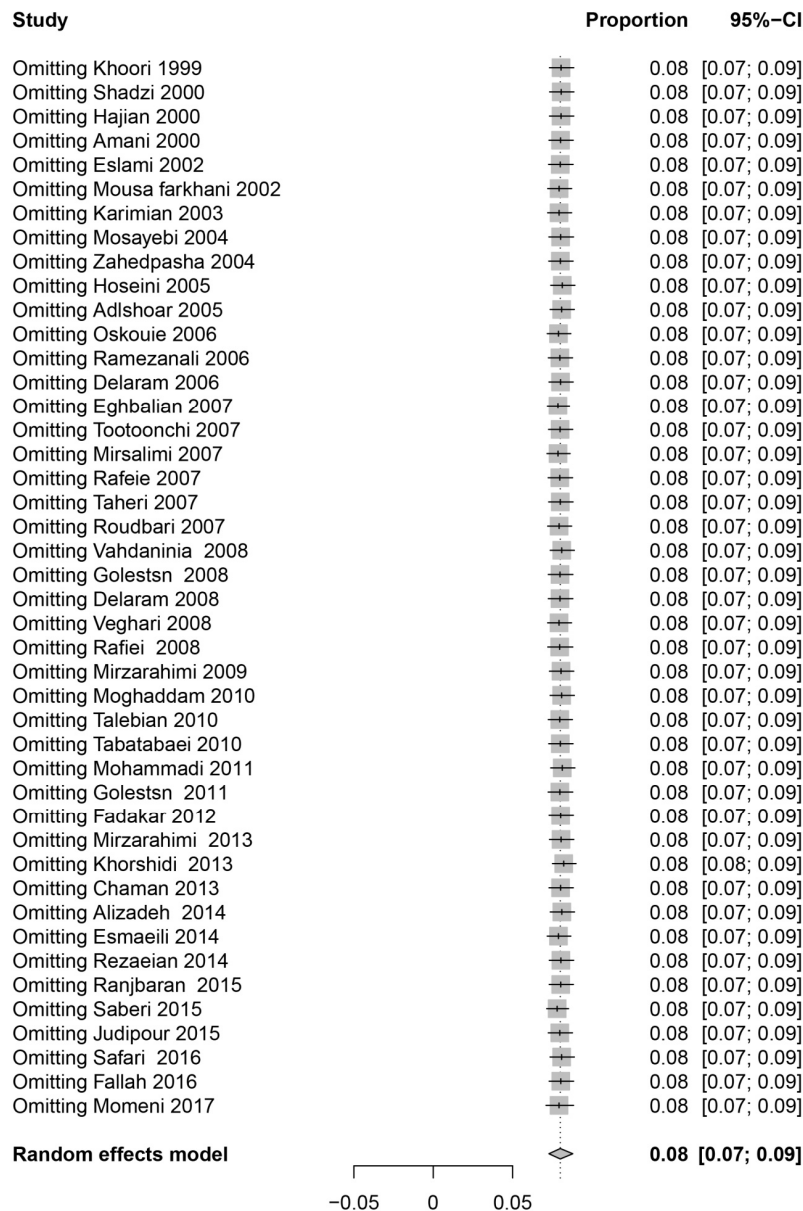 Study Proportion 95%−CI
Omitting Khoori 1999 0.08 [0.07; 0.09]
Omitting Shadzi 2000 0.08 [0.07; 0.09]
Omitting Hajian 2000 0.08 [0.07; 0.09]
Omitting Amani 2000 0.08 [0.07; 0.09]
Omitting Eslami 2002 0.08 [0.07; 0.09]
Omitting Mousa farkhani 2002 0.08 [0.07; 0.09]
Omitting Karimian 2003 0.08 [0.07; 0.09]
Omitting Mosayebi 2004 0.08 [0.07; 0.09]
Omitting Zahedpasha 2004 0.08 [0.07; 0.09]
Omitting Hoseini 2005 0.08 [0.07; 0.09]
Omitting Adlshoar 2005 0.08 [0.07; 0.09]
Omitting Oskouie 2006 0.08 [0.07; 0.09]
Omitting Ramezanali 2006 0.08 [0.07; 0.09]
Omitting Delaram 2006 0.08 [0.07; 0.09]
Omitting Eghbalian 2007 0.08 [0.07; 0.09]
Omitting Tootoonchi 2007 0.08 [0.07; 0.09]
Omitting Mirsalimi 2007 0.08 [0.07; 0.09]
Omitting Rafeie 2007 0.08 [0.07; 0.09]
Omitting Taheri 2007 0.08 [0.07; 0.09]
Omitting Roudbari 2007 0.08 [0.07; 0.09]
Omitting Vahdaninia 2008 0.08 [0.07; 0.09]
Omitting Golestsn 2008 0.08 [0.07; 0.09]
Omitting Delaram 2008 0.08 [0.07; 0.09]
Omitting Veghari 2008 0.08 [0.07; 0.09]
Omitting Rafiei 2008 0.08 [0.07; 0.09]
Omitting Mirzarahimi 2009 0.08 [0.07; 0.09]
Omitting Moghaddam 2010 0.08 [0.07; 0.09]
Omitting Talebian 2010 0.08 [0.07; 0.09]
Omitting Tabatabaei 2010 0.08 [0.07; 0.09]
Omitting Mohammadi 2011 0.08 [0.07; 0.09]
Omitting Golestsn 2011 0.08 [0.07; 0.09]
Omitting Fadakar 2012 0.08 [0.07; 0.09]
Omitting Mirzarahimi 2013 0.08 [0.07; 0.09]
Omitting Khorshidi 2013 0.08 [0.08; 0.09]
Omitting Chaman 2013 0.08 [0.07; 0.09]
Omitting Alizadeh 2014 0.08 [0.07; 0.09]
Omitting Esmaeili 2014 0.08 [0.07; 0.09]
Omitting Rezaeian 2014 0.08 [0.07; 0.09]
Omitting Ranjbaran 2015 0.08 [0.07; 0.09]
Omitting Saberi 2015 0.08 [0.07; 0.09]
Omitting Judipour 2015 0.08 [0.07; 0.09]
Omitting Safari 2016 0.08 [0.07; 0.09]
Omitting Fallah 2016 0.08 [0.07; 0.09]
Omitting Momeni 2017 0.08 [0.07; 0.09]
Random effects model 0.08 [0.07; 0.09]
−0.05 0 0.05